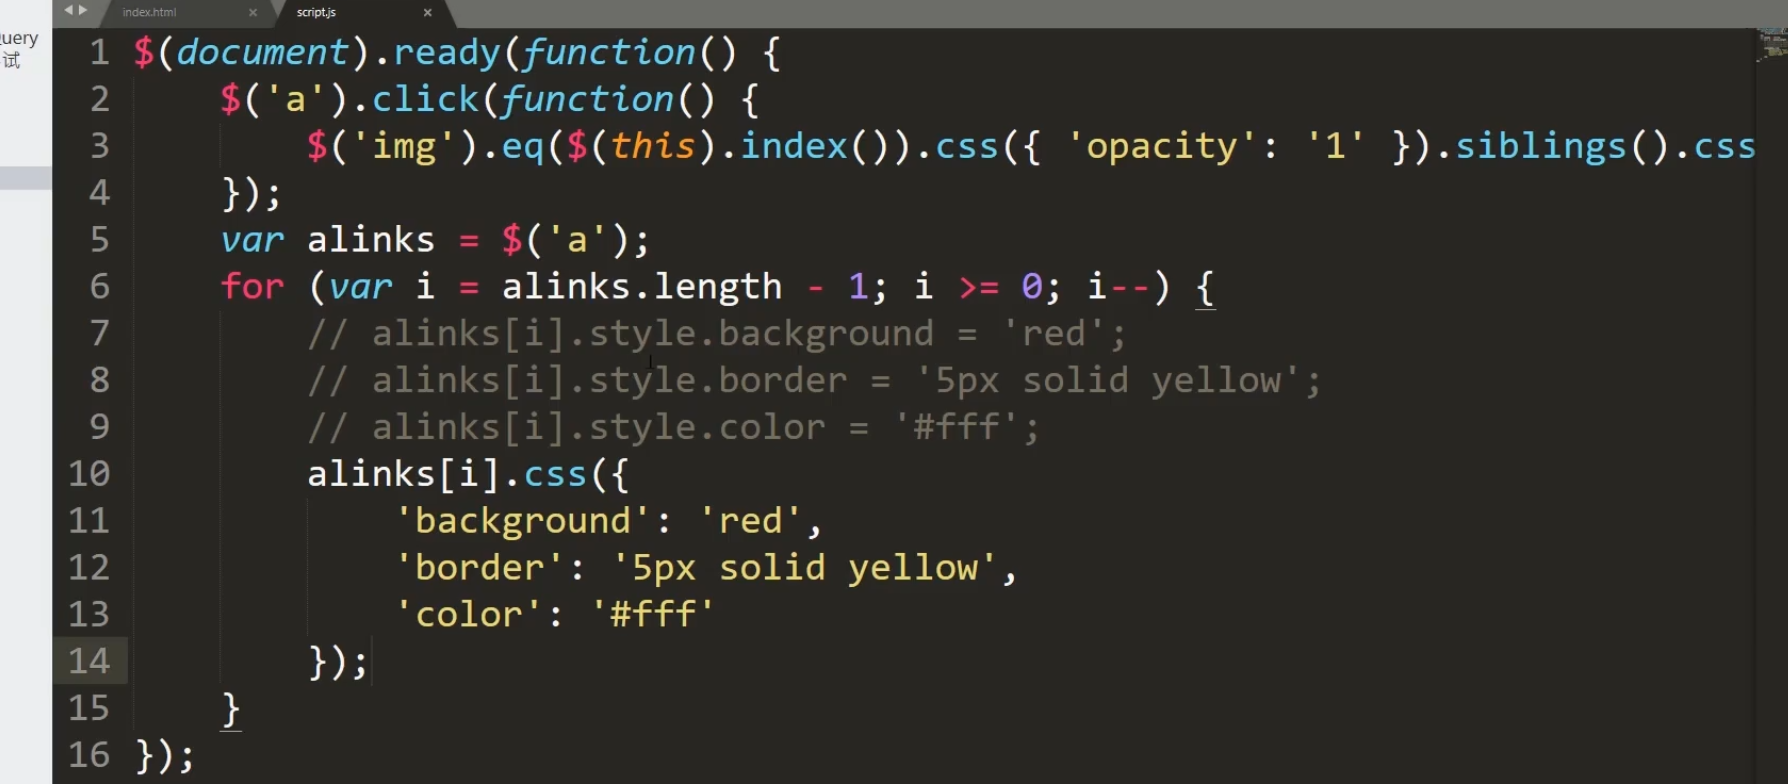 index.html × script.js ×
uery
试
1 $(document).ready(function() {
2 $('a').click(function() {
3 $('img').eq($(this).index()).css({ 'opacity': '1' }).siblings().css
4 });
5 var alinks = $('a');
6 for (var i = alinks.length - 1; i >= 0; i--) {
7 // alinks[i].style.background = 'red';
8 // alinks[i].style.border = '5px solid yellow';
9 // alinks[i].style.color = '#fff';
10 alinks[i].css({
11 'background': 'red',
12 'border': '5px solid yellow',
13 'color': '#fff'
14 });
15 }
16 });